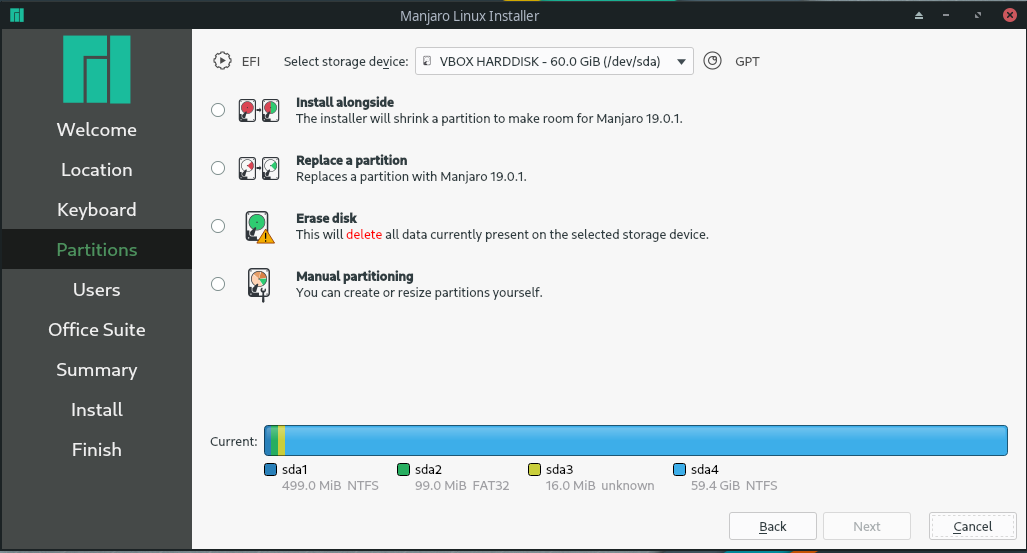 Manjaro Linux Installer
Welcome
Location
Keyboard
Partitions
Users
Office Suite
Summary
Install
Finish
EFI Select storage device: VBOX HARDDISK - 60.0 GiB (/dev/sda) GPT
Install alongside
The installer will shrink a partition to make room for Manjaro 19.0.1.
Replace a partition
Replaces a partition with Manjaro 19.0.1.
Erase disk
This will delete all data currently present on the selected storage device.
Manual partitioning
You can create or resize partitions yourself.
Current:
sda1 sda2 sda3 sda4
499.0 MiB NTFS 99.0 MiB FAT32 16.0 MiB unknown 59.4 GiB NTFS
Back Next Cancel